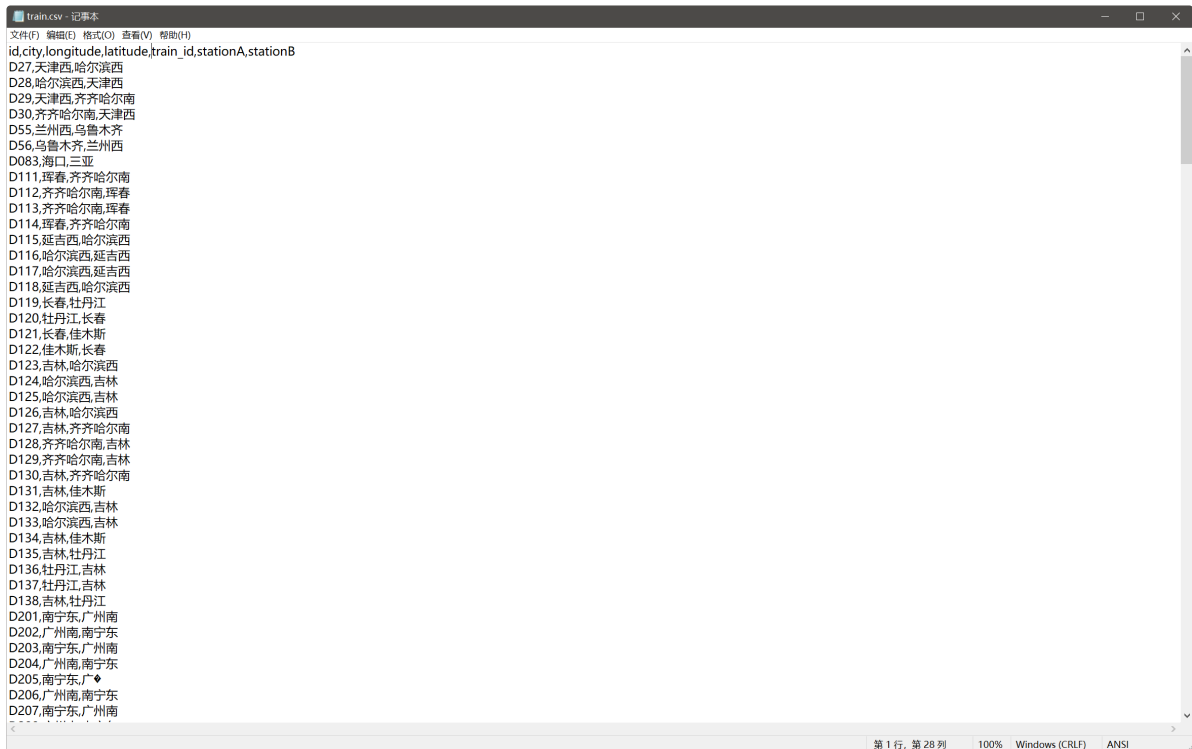 train.csv - 记事本
文件(F) 编辑(E) 格式(O) 查看(V) 帮助(H)
id,city,longitude,latitude,train_id,stationA,stationB
D27,天津西,哈尔滨西
D28,哈尔滨西,天津西
D29,天津西,齐齐哈尔南
D30,齐齐哈尔南,天津西
D55,兰州西,乌鲁木齐
D56,乌鲁木齐,兰州西
D083,海口,三亚
D111,珲春,齐齐哈尔南
D112,齐齐哈尔南,珲春
D113,齐齐哈尔南,珲春
D114,珲春,齐齐哈尔南
D115,延吉西,哈尔滨西
D116,哈尔滨西,延吉西
D117,哈尔滨西,延吉西
D118,延吉西,哈尔滨西
D119,长春,牡丹江
D120,牡丹江,长春
D121,长春,佳木斯
D122,佳木斯,长春
D123,吉林,哈尔滨西
D124,哈尔滨西,吉林
D125,哈尔滨西,吉林
D126,吉林,哈尔滨西
D127,吉林,齐齐哈尔南
D128,齐齐哈尔南,吉林
D129,齐齐哈尔南,吉林
D130,吉林,齐齐哈尔南
D131,吉林,佳木斯
D132,哈尔滨西,吉林
D133,哈尔滨西,吉林
D134,吉林,佳木斯
D135,吉林,牡丹江
D136,牡丹江,吉林
D137,牡丹江,吉林
D138,吉林,牡丹江
D201,南宁东,广州南
D202,广州南,南宁东
D203,南宁东,广州南
D204,广州南,南宁东
D205,南宁东,广�
D206,广州南,南宁东
D207,南宁东,广州南
第 1 行，第 28 列 100% Windows (CRLF) ANSI